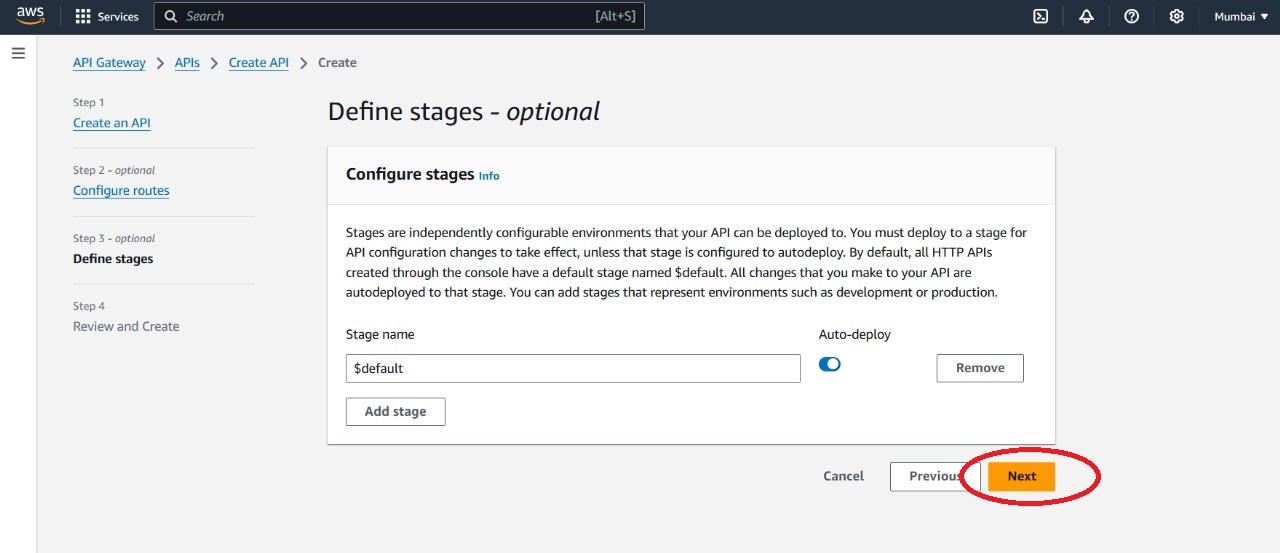 aws
Services
Search
[Alt+S]
Mumbai
API Gateway
APIs
Create API
Create
Step 1
Create an API
Step 2 - optional
Configure routes
Step 3 - optional
Define stages
Step 4
Review and Create
Define stages - optional
Configure stages Info
Stages are independently configurable environments that your API can be deployed to. You must deploy to a stage for
API configuration changes to take effect, unless that stage is configured to autodeploy. By default, all HTTP APIs
created through the console have a default stage named $default. All changes that you make to your API are
autodeployed to that stage. You can add stages that represent environments such as development or production.
Stage name
Auto-deploy
$default
Remove
Add stage
Cancel
Previous
Next